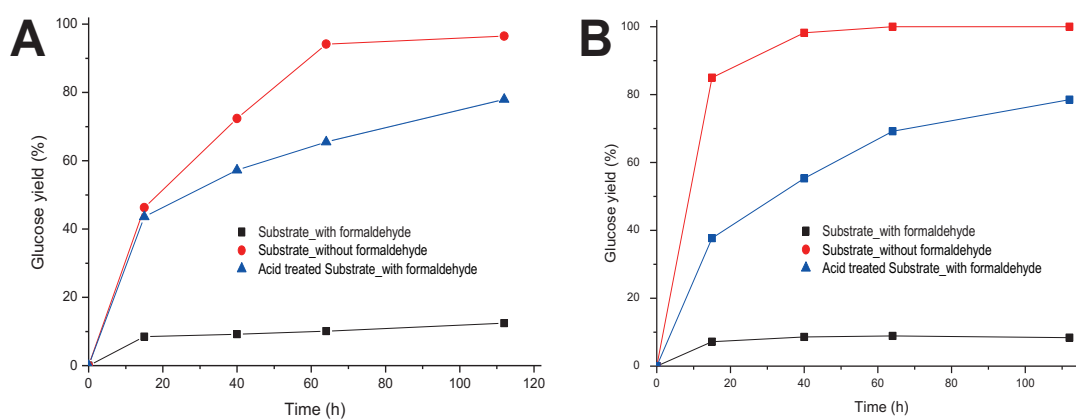 A
Glucose yield (%)
100
80
60
40
20
0
Substrate_with formaldehyde
Substrate_without formaldehyde
Acid treated Substrate_with formaldehyde
0 20 40 60 80 100 120
Time (h)
B
Glucose yield (%)
100
80
60
40
20
0
Substrate_with formaldehyde
Substrate_without formaldehyde
Acid treated Substrate_with formaldehyde
0 20 40 60 80 100
Time (h)